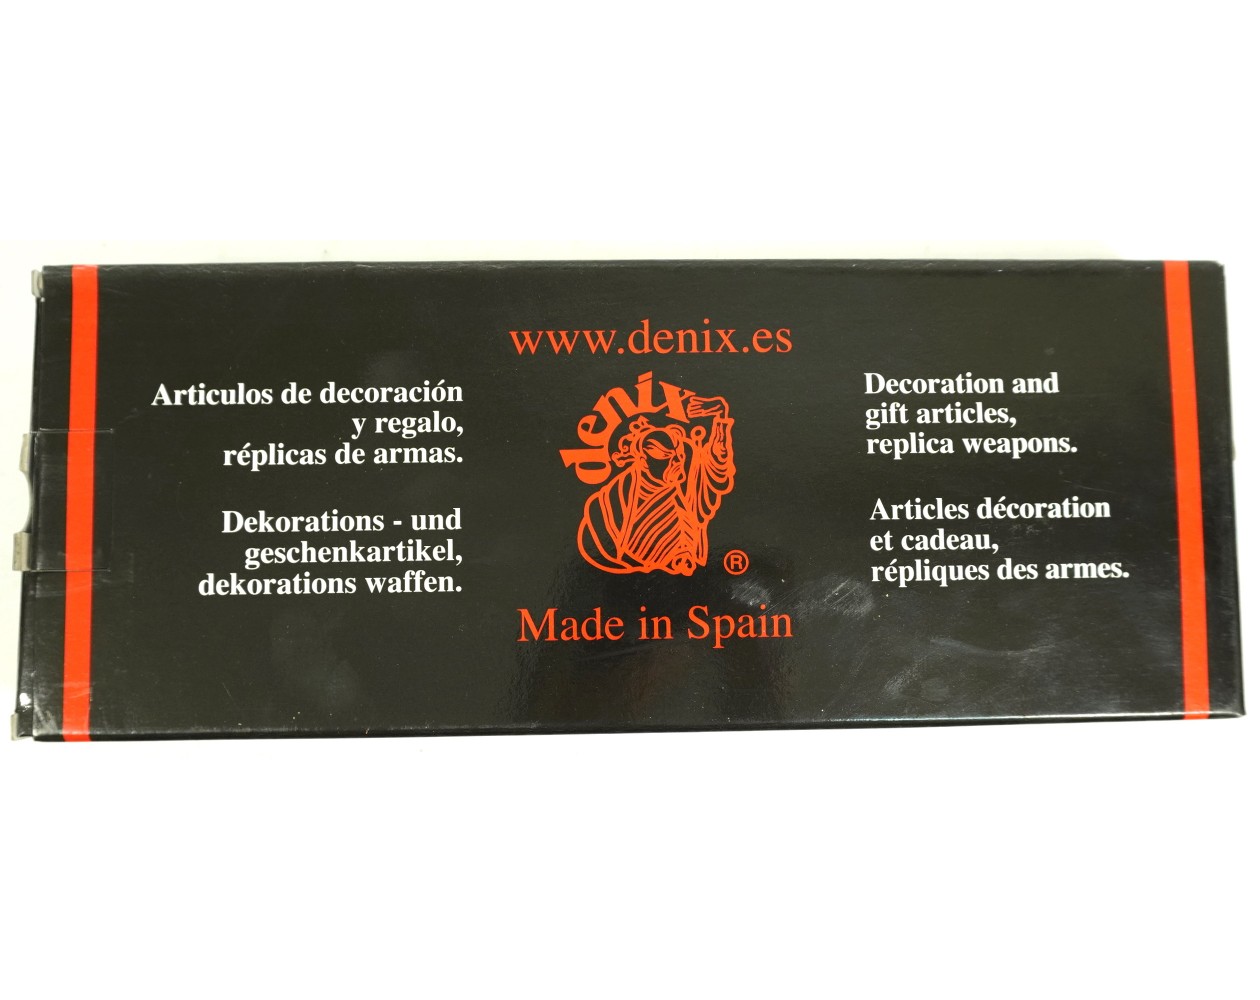 www.denix.es
Articulos de decoración
y regalo,
réplicas de armas.
Dekorations - und
geschenkartikel,
dekorations waffen.
denix
®
Decoration and
gift articles,
replica weapons.
Articles décoration
et cadeau,
répliques des armes.
Made in Spain